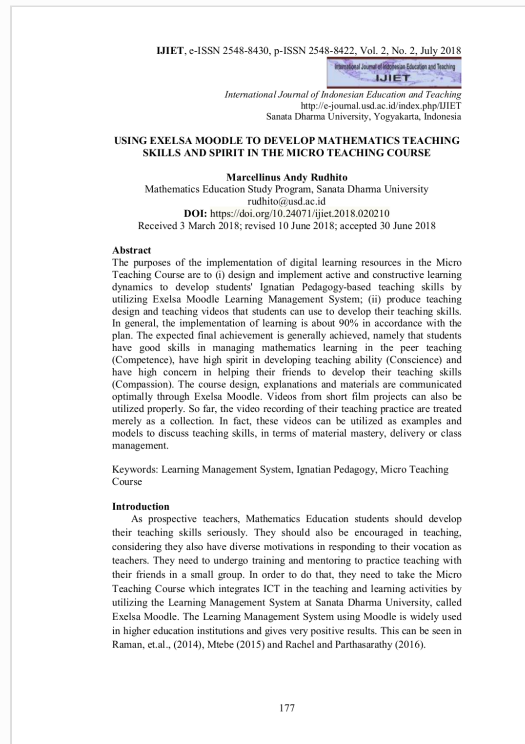 IJIET, e-ISSN 2548-8430, p-ISSN 2548-8422, Vol. 2, No. 2, July 2018
International Journal of Indonesian Education and Teaching
IJIET
International Journal of Indonesian Education and Teaching
http://e-journal.usd.ac.id/index.php/IJIET
Sanata Dharma University, Yogyakarta, Indonesia
USING EXELSA MOODLE TO DEVELOP MATHEMATICS TEACHING
SKILLS AND SPIRIT IN THE MICRO TEACHING COURSE
Marcellinus Andy Rudhito
Mathematics Education Study Program, Sanata Dharma University
rudhito@usd.ac.id
DOI: https://doi.org/10.24071/ijiet.2018.020210
Received 3 March 2018; revised 10 June 2018; accepted 30 June 2018
Abstract
The purposes of the implementation of digital learning resources in the Micro
Teaching Course are to (i) design and implement active and constructive learning
dynamics to develop students' Ignatian Pedagogy-based teaching skills by
utilizing Exelsa Moodle Learning Management System; (ii) produce teaching
design and teaching videos that students can use to develop their teaching skills.
In general, the implementation of learning is about 90% in accordance with the
plan. The expected final achievement is generally achieved, namely that students
have good skills in managing mathematics learning in the peer teaching
(Competence), have high spirit in developing teaching ability (Conscience) and
have high concern in helping their friends to develop their teaching skills
(Compassion). The course design, explanations and materials are communicated
optimally through Exelsa Moodle. Videos from short film projects can also be
utilized properly. So far, the video recording of their teaching practice are treated
merely as a collection. In fact, these videos can be utilized as examples and
models to discuss teaching skills, in terms of material mastery, delivery or class
management.
Keywords: Learning Management System, Ignatian Pedagogy, Micro Teaching
Course
Introduction
As prospective teachers, Mathematics Education students should develop
their teaching skills seriously. They should also be encouraged in teaching,
considering they also have diverse motivations in responding to their vocation as
teachers. They need to undergo training and mentoring to practice teaching with
their friends in a small group. In order to do that, they need to take the Micro
Teaching Course which integrates ICT in the teaching and learning activities by
utilizing the Learning Management System at Sanata Dharma University, called
Exelsa Moodle. The Learning Management System using Moodle is widely used
in higher education institutions and gives very positive results. This can be seen in
Raman, et.al., (2014), Mtebe (2015) and Rachel and Parthasarathy (2016).
177